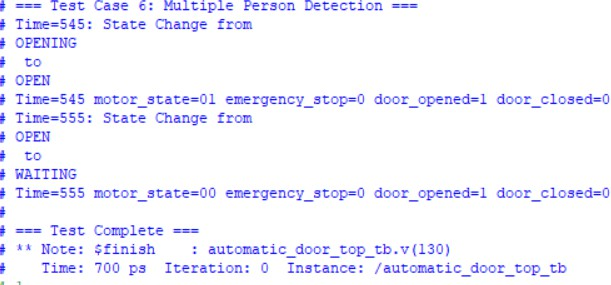 # === Test Case 6: Multiple Person Detection ===
# Time=545: State Change from
# OPENING
#  to
# OPEN
# Time=545 motor_state=01 emergency_stop=0 door_opened=1 door_closed=0
# Time=555: State Change from
# OPEN
#  to
# WAITING
# Time=555 motor_state=00 emergency_stop=0 door_opened=1 door_closed=0
#
# === Test Complete ===
# ** Note: $finish    : automatic_door_top_tb.v(130)
#    Time: 700 ps  Iteration: 0  Instance: /automatic_door_top_tb